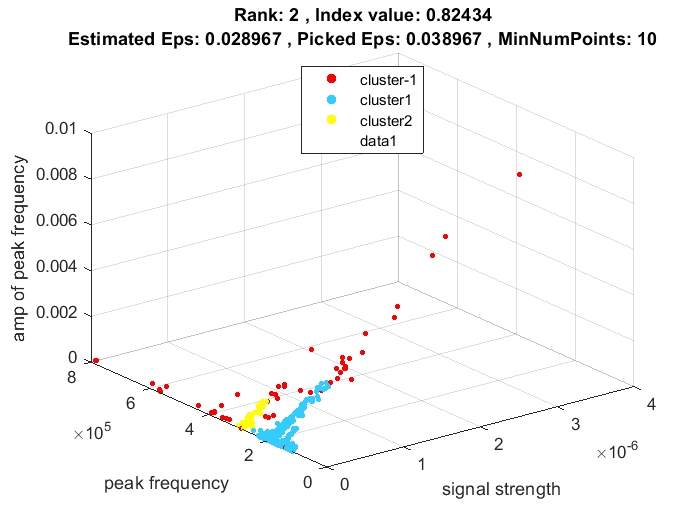 Rank: 2 , Index value: 0.82434
Estimated Eps: 0.028967 , Picked Eps: 0.038967 , MinNumPoints: 10
cluster-1
cluster1
cluster2
data1
0.01
0.008
0.006
0.004
0.002
0
amp of peak frequency
8
6
4
2
0
×10^5
peak frequency
0
1
2
3
4
×10^-6
signal strength